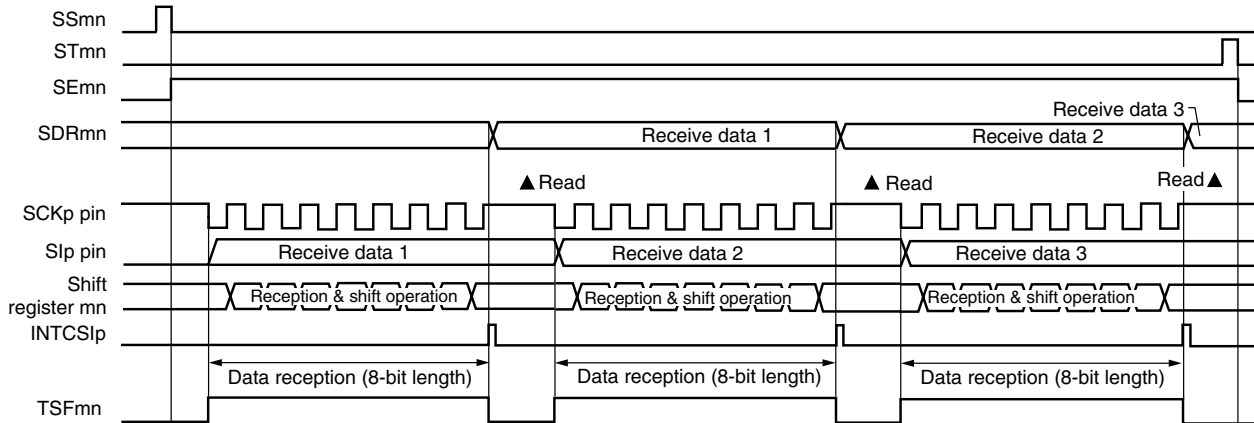 SSmn
STmn
SEmn
Receive data 3
SDRmn Receive data 1 Receive data 2
▲ Read ▲ Read Read ▲
SCKp pin
SIp pin Receive data 1 Receive data 2 Receive data 3
Shift
register mn Reception & shift operation Reception & shift operation Reception & shift operation
INTCSIp
Data reception (8-bit length) Data reception (8-bit length) Data reception (8-bit length)
TSFmn